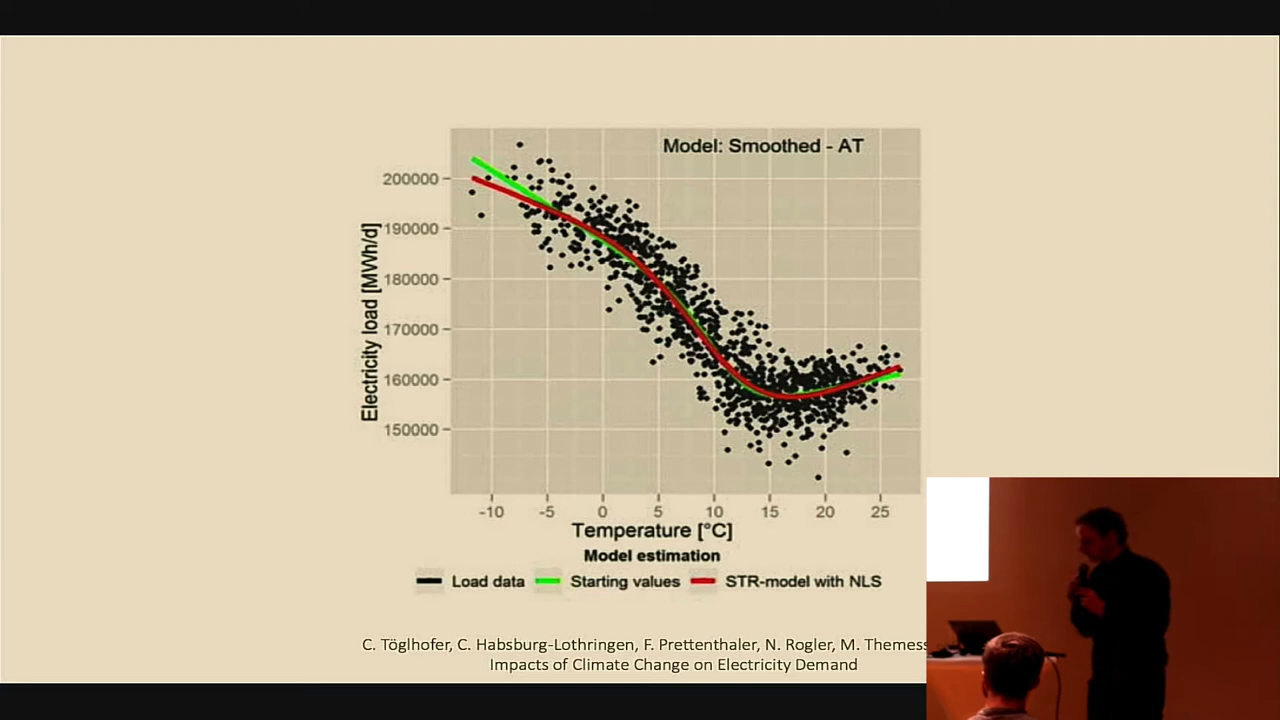 Model: Smoothed - AT
200000
190000
180000
170000
160000
150000
Electricity load [MWh/d]
-10 -5 0 5 10 15 20 25
Temperature [°C]
Model estimation
Load data Starting values STR-model with NLS
C. Töglhofer, C. Habsburg-Lothringen, F. Prettenthaler, N. Rogler, M. Themess
Impacts of Climate Change on Electricity Demand